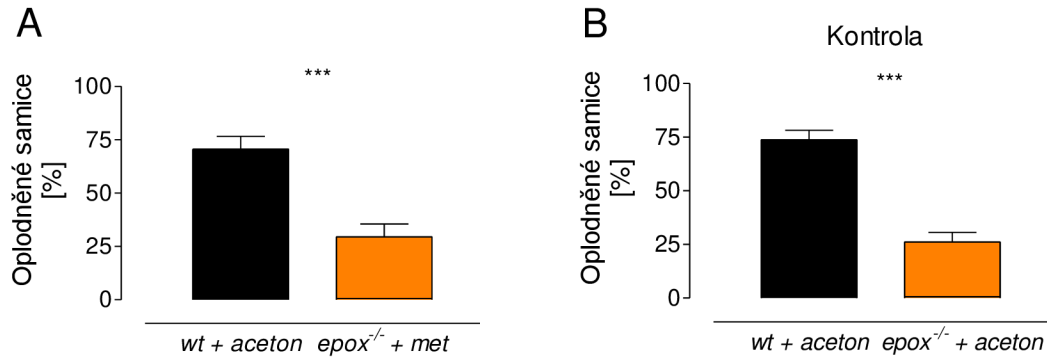 A
***
Oplodněné samice
[%]
100
75
50
25
0
wt + aceton epox-/- + met
B
Kontrola
***
Oplodněné samice
[%]
100
75
50
25
0
wt + aceton epox-/- + aceton